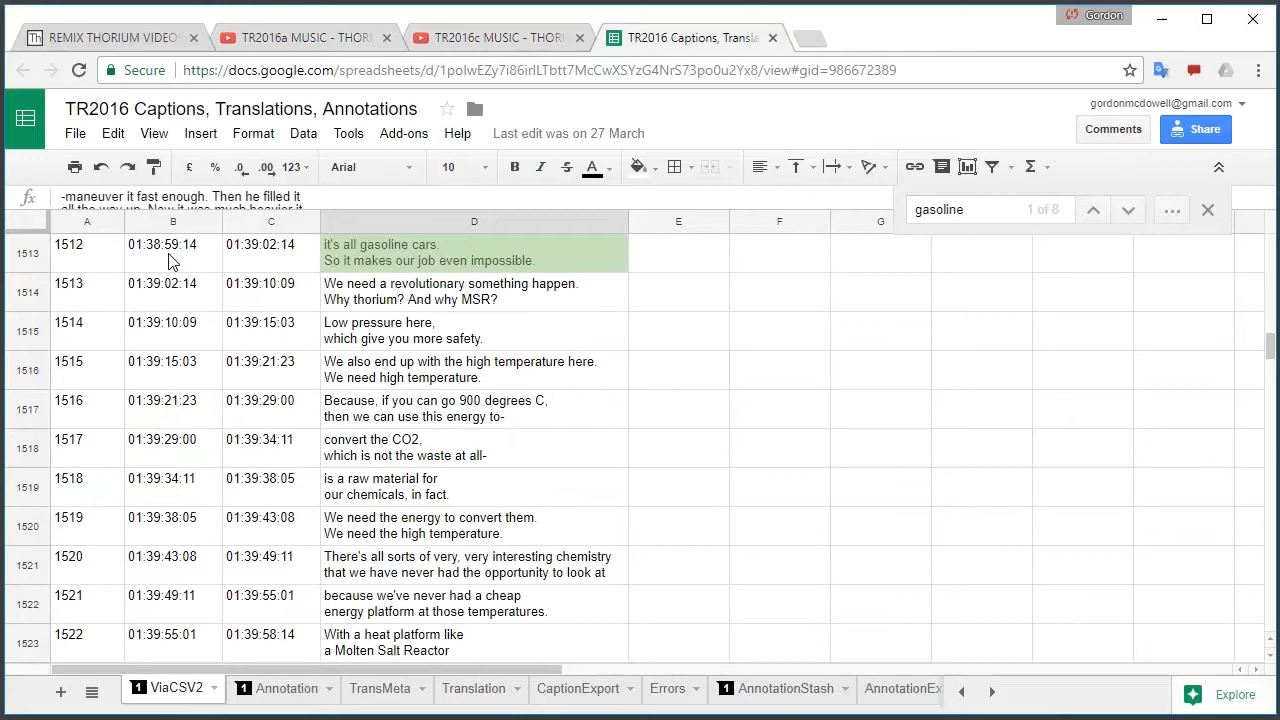 Gordon
Th REMIX THORIUM VIDEO
TR2016a MUSIC - THORI
TR2016c MUSIC - THORI
TR2016 Captions, Transla
Secure
TR2016 Captions, Translations, Annotations
gordonmcdowell@gmail.com
File Edit View Insert Format Data Tools Add-ons Help Last edit was on 27 March
Comments Share
£ % .0 .00 123 Arial 10 B I S A Σ
fx -maneuver it fast enough. Then he filled it
all the way up. Now it was much heavier it
gasoline 1 of 8
A B C D E F G
1513 1512 01:38:59:14 01:39:02:14 it's all gasoline cars.
So it makes our job even impossible.
1514 1513 01:39:02:14 01:39:10:09 We need a revolutionary something happen.
Why thorium? And why MSR?
1515 1514 01:39:10:09 01:39:15:03 Low pressure here,
which give you more safety.
1516 1515 01:39:15:03 01:39:21:23 We also end up with the high temperature here.
We need high temperature.
1517 1516 01:39:21:23 01:39:29:00 Because, if you can go 900 degrees C,
then we can use this energy to-
1518 1517 01:39:29:00 01:39:34:11 convert the CO2,
which is not the waste at all-
1519 1518 01:39:34:11 01:39:38:05 is a raw material for
our chemicals, in fact.
1520 1519 01:39:38:05 01:39:43:08 We need the energy to convert them.
We need the high temperature.
1521 1520 01:39:43:08 01:39:49:11 There's all sorts of very, very interesting chemistry
that we have never had the opportunity to look at
1522 1521 01:39:49:11 01:39:55:01 because we've never had a cheap
energy platform at those temperatures.
1523 1522 01:39:55:01 01:39:58:14 With a heat platform like
a Molten Salt Reactor
1 ViaCSV2 1 Annotation TransMeta Translation CaptionExport Errors 1 AnnotationStash AnnotationEx Explore